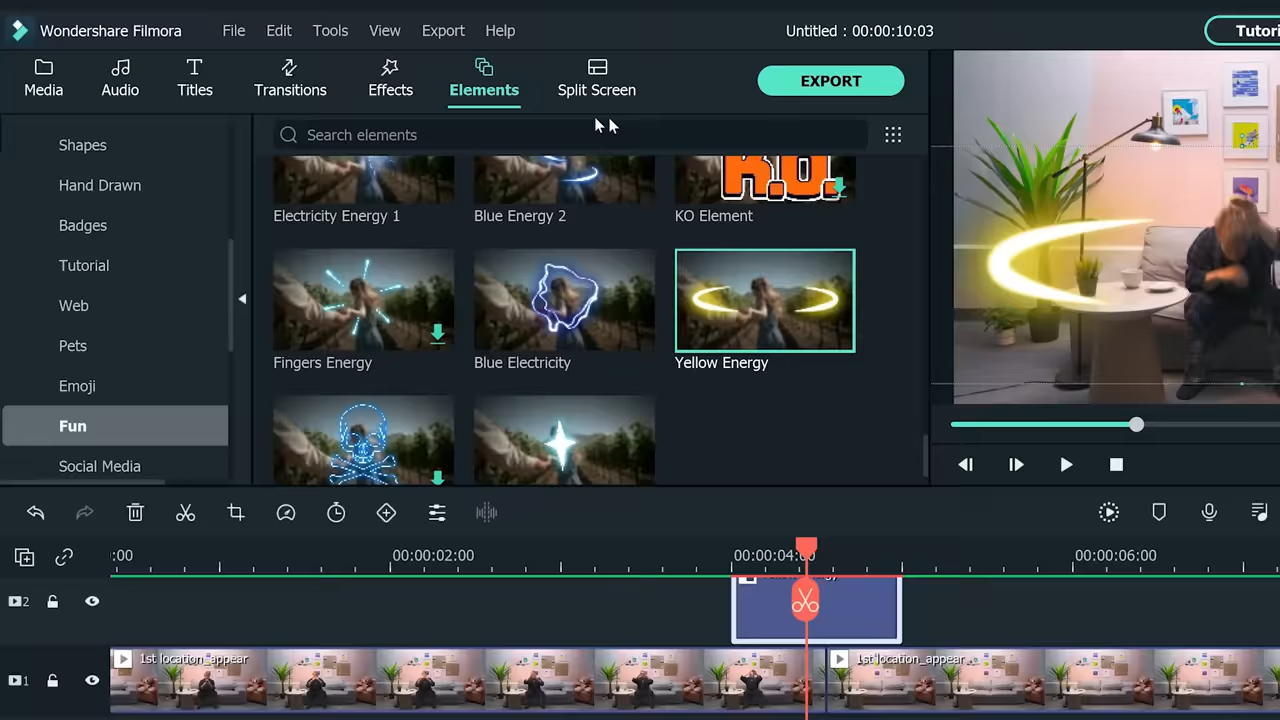 Wondershare Filmora File Edit Tools View Export Help Untitled : 00:00:10:03
Media Audio Titles Transitions Effects Elements Split Screen EXPORT
Search elements
Shapes
Hand Drawn
Badges
Tutorial
Web
Pets
Emoji
Fun
Social Media
K.O.
Electricity Energy 1 Blue Energy 2 KO Element
Fingers Energy Blue Electricity Yellow Energy
:00 00:00:02:00 00:00:04:00 00:00:06:00
2
1st location_appear 1st location_appear
1